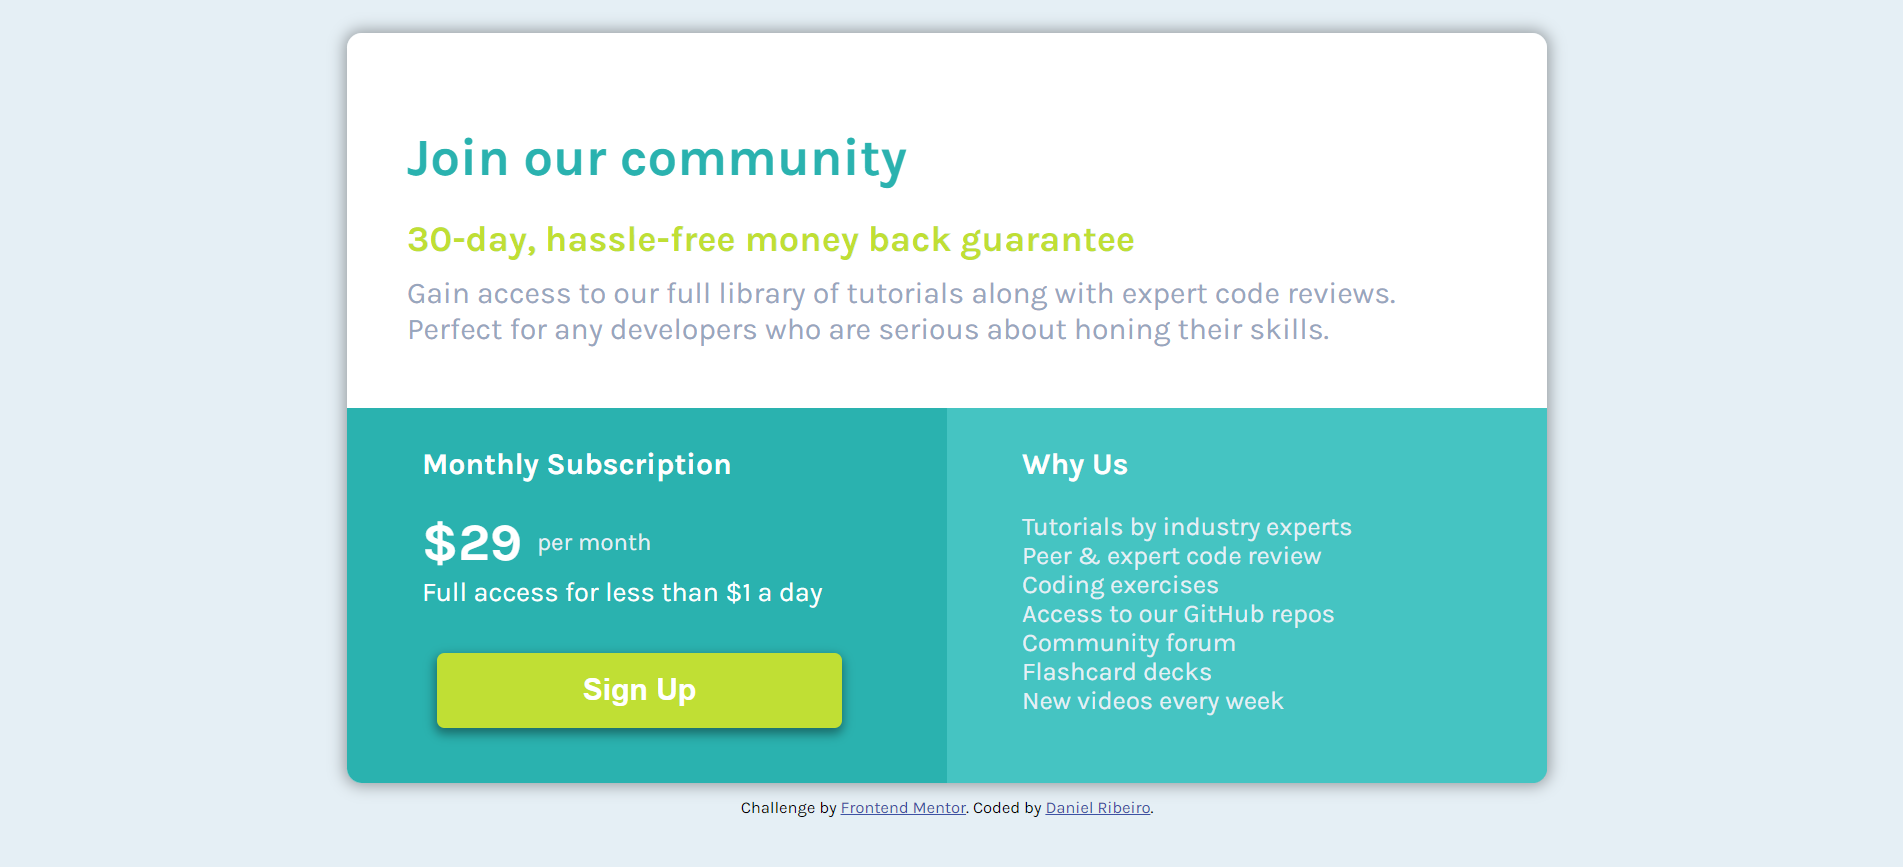 Join our community
30-day, hassle-free money back guarantee
Gain access to our full library of tutorials along with expert code reviews.
Perfect for any developers who are serious about honing their skills.
Monthly Subscription
$29 per month
Full access for less than $1 a day
Sign Up
Why Us
Tutorials by industry experts
Peer & expert code review
Coding exercises
Access to our GitHub repos
Community forum
Flashcard decks
New videos every week
Challenge by Frontend Mentor. Coded by Daniel Ribeiro.